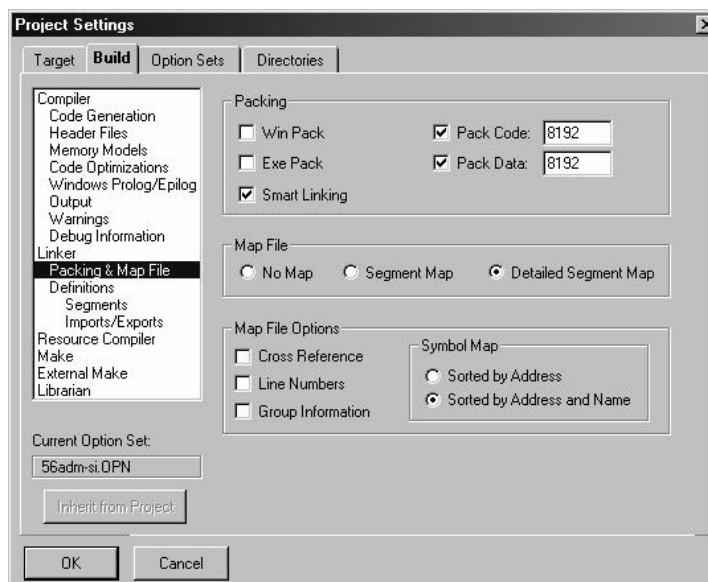 Project Settings
Target
Build
Option Sets
Directories
Compiler
Code Generation
Header Files
Memory Models
Code Optimizations
Windows Prolog/Epilog
Output
Warnings
Debug Information
Linker
Packing & Map File
Definitions
Segments
Imports/Exports
Resource Compiler
Make
External Make
Librarian
Current Option Set:
56adm-si.OPN
Inherit from Project
Packing
Win Pack
Pack Code: 8192
Exe Pack
Pack Data: 8192
Smart Linking
Map File
No Map
Segment Map
Detailed Segment Map
Map File Options
Cross Reference
Line Numbers
Group Information
Symbol Map
Sorted by Address
Sorted by Address and Name
OK
Cancel